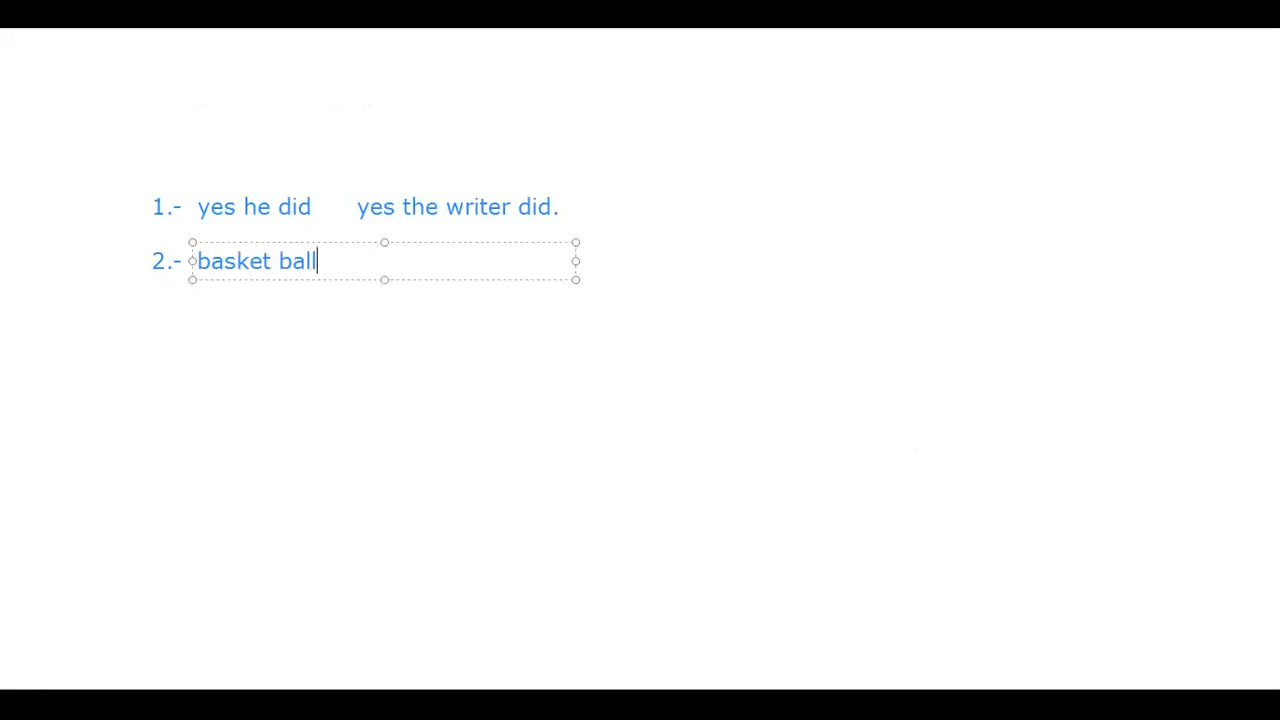 1.- yes he did yes the writer did.
2.- basket ball